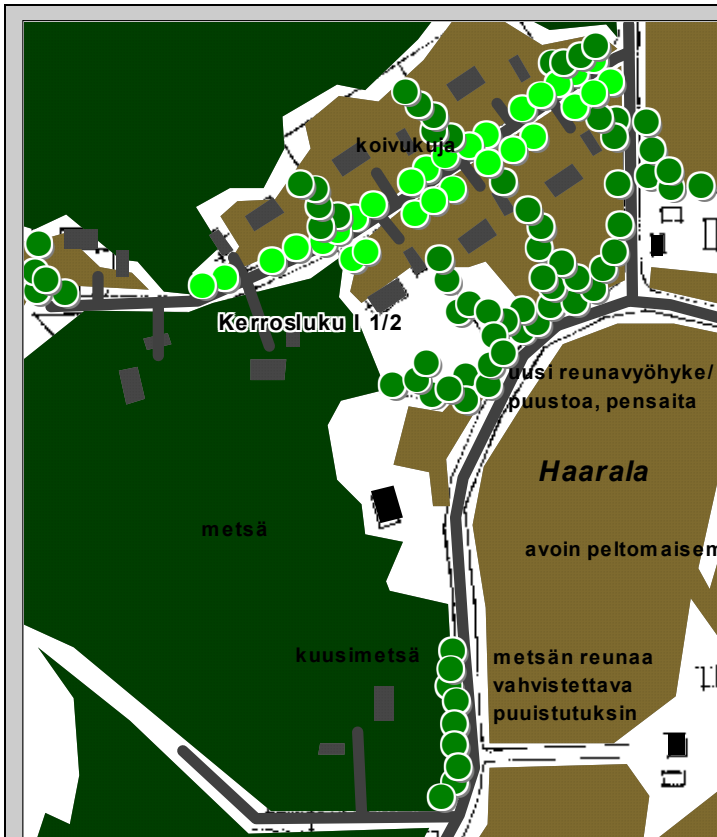 koivukuja
Kerrosluku I 1/2
uusi reunavyöhyke/
puustoa, pensaita
Haarala
metsä
avoin peltomaisem
kuusimetsä
metsän reunaa
vahvistettava
puuistutuksin